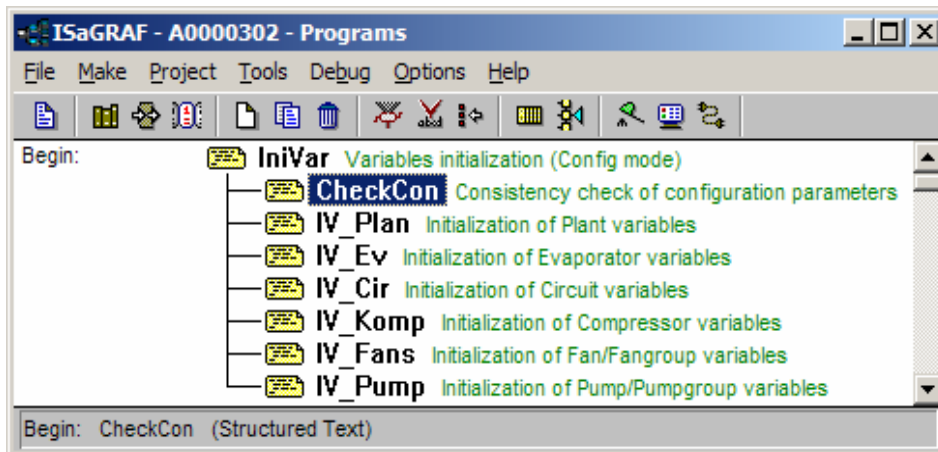 ISaGRAF - A0000302 - Programs
File Make Project Tools Debug Options Help
Begin: IniVar Variables initialization (Config mode)
CheckCon Consistency check of configuration parameters
IV_Plan Initialization of Plant variables
IV_Ev Initialization of Evaporator variables
IV_Cir Initialization of Circuit variables
IV_Komp Initialization of Compressor variables
IV_Fans Initialization of Fan/Fangroup variables
IV_Pump Initialization of Pump/Pumpgroup variables
Begin: CheckCon (Structured Text)